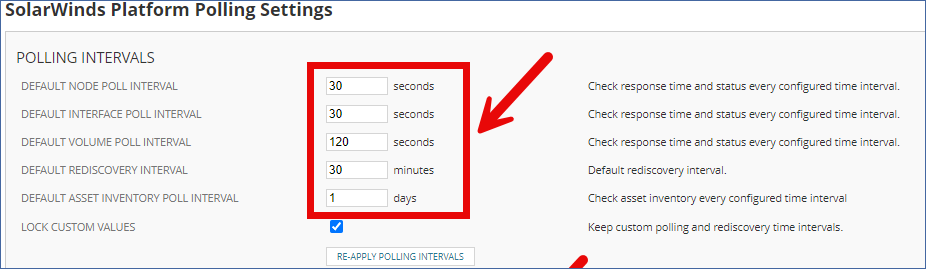 SolarWinds Platform Polling Settings
POLLING INTERVALS
DEFAULT NODE POLL INTERVAL 30 seconds Check response time and status every configured time interval.
DEFAULT INTERFACE POLL INTERVAL 30 seconds Check response time and status every configured time interval.
DEFAULT VOLUME POLL INTERVAL 120 seconds Check response time and status every configured time interval.
DEFAULT REDISCOVERY INTERVAL 30 minutes Default rediscovery interval.
DEFAULT ASSET INVENTORY POLL INTERVAL 1 days Check asset inventory every configured time interval
LOCK CUSTOM VALUES Keep custom polling and rediscovery time intervals.
RE-APPLY POLLING INTERVALS